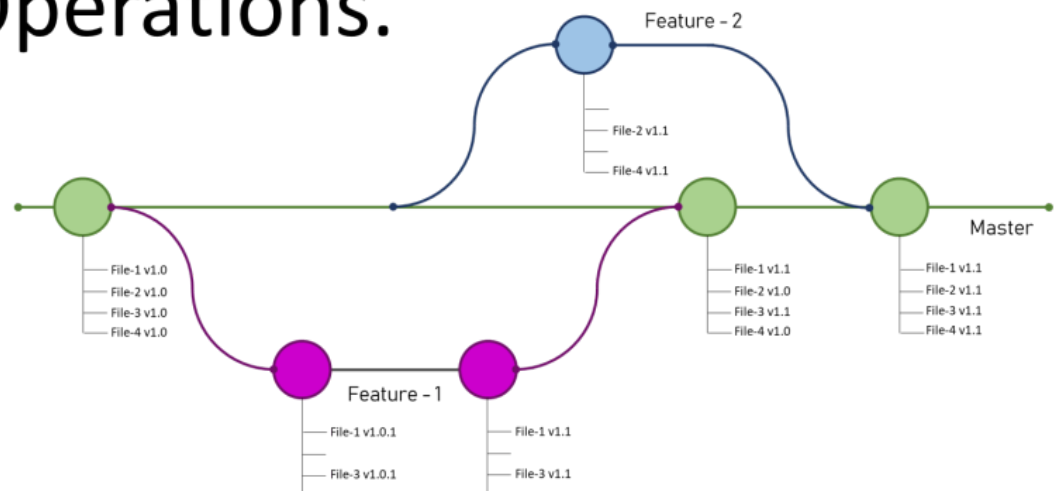 Operations.
Feature - 2
File-2 v1.1
File-4 v1.1
Master
File-1 v1.0
File-2 v1.0
File-3 v1.0
File-4 v1.0
File-1 v1.1
File-2 v1.0
File-3 v1.1
File-4 v1.0
File-1 v1.1
File-2 v1.1
File-3 v1.1
File-4 v1.1
Feature - 1
File-1 v1.0.1
File-3 v1.0.1
File-1 v1.1
File-3 v1.1